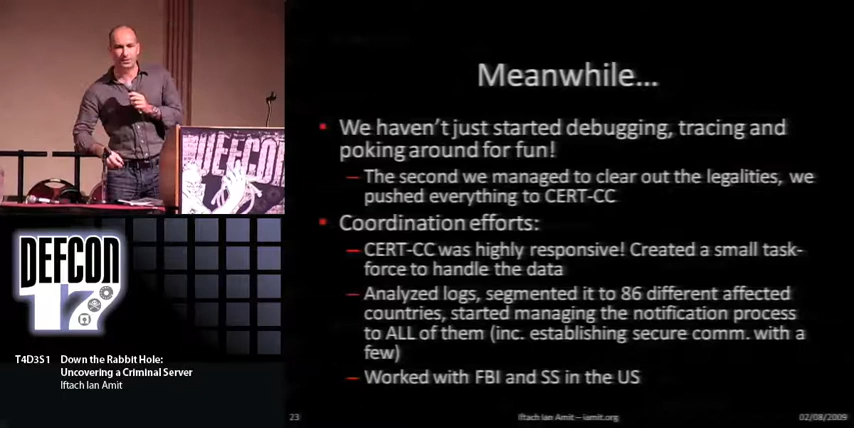 DEFCON
DEFCON
17
T4D3S1 Down the Rabbit Hole:
Uncovering a Criminal Server
Iftach Ian Amit
Meanwhile...
We haven't just started debugging, tracing and
poking around for fun!
– The second we managed to clear out the legalities, we
pushed everything to CERT-CC
Coordination efforts:
– CERT-CC was highly responsive! Created a small task-
force to handle the data
– Analyzed logs, segmented it to 86 different affected
countries, started managing the notification process
to ALL of them (inc. establishing secure comm. with a
few)
– Worked with FBI and SS in the US
23
Iftach Ian Amit – iamit.org
02/08/2009